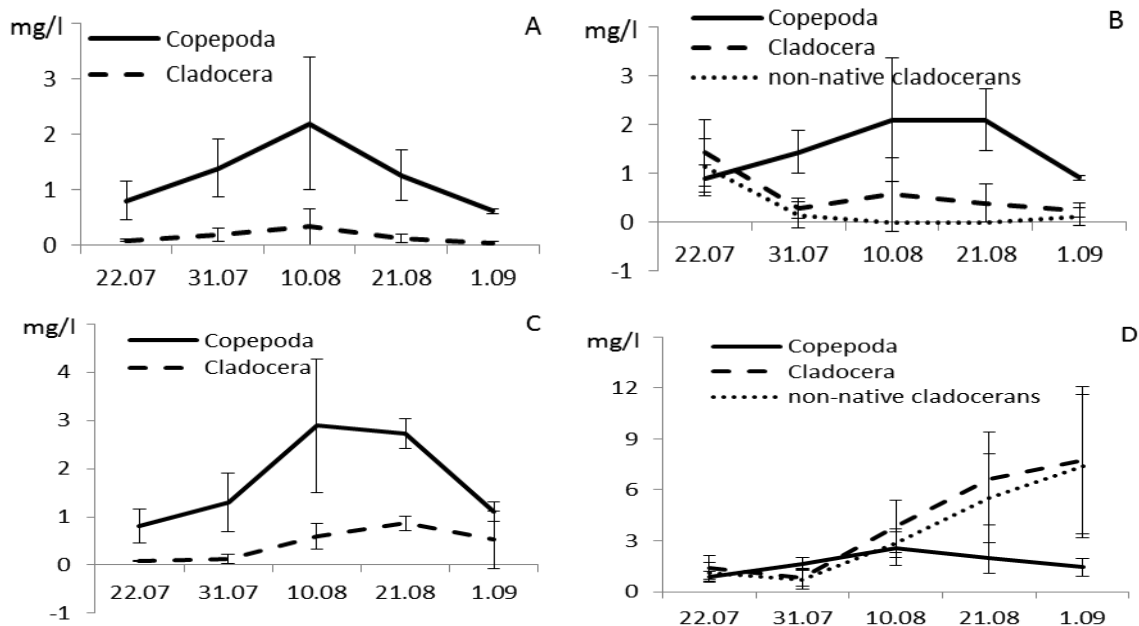 mg/l
A
Copepoda
Cladocera
3
2
1
0
22.07 31.07 10.08 21.08 1.09
mg/l
B
Copepoda
Cladocera
non-native cladocerans
4
3
2
1
0
-1
22.07 31.07 10.08 21.08 1.09
mg/l
C
Copepoda
Cladocera
4
3
2
1
0
-1
22.07 31.07 10.08 21.08 1.09
mg/l
D
Copepoda
Cladocera
non-native cladocerans
12
9
6
3
0
22.07 31.07 10.08 21.08 1.09